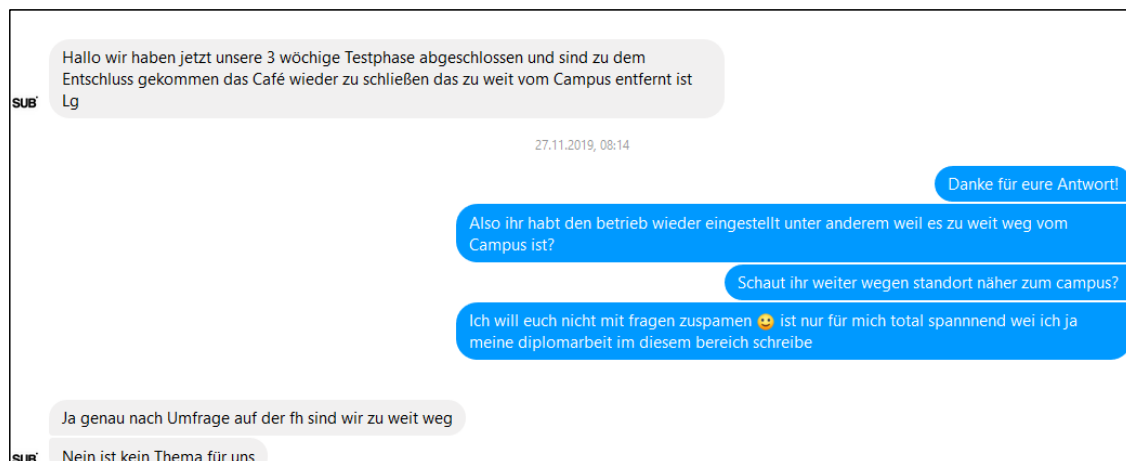 Hallo wir haben jetzt unsere 3 wöchige Testphase abgeschlossen und sind zu dem
Entschluss gekommen das Café wieder zu schließen das zu weit vom Campus entfernt ist
Lg
SUB
27.11.2019, 08:14
Danke für eure Antwort!
Also ihr habt den betrieb wieder eingestellt unter anderem weil es zu weit weg vom
Campus ist?
Schaut ihr weiter wegen standort näher zum campus?
Ich will euch nicht mit fragen zuspamen 😀 ist nur für mich total spannnend wei ich ja
meine diplomarbeit im diesem bereich schreibe
Ja genau nach Umfrage auf der fh sind wir zu weit weg
SUB
Nein ist kein Thema für uns